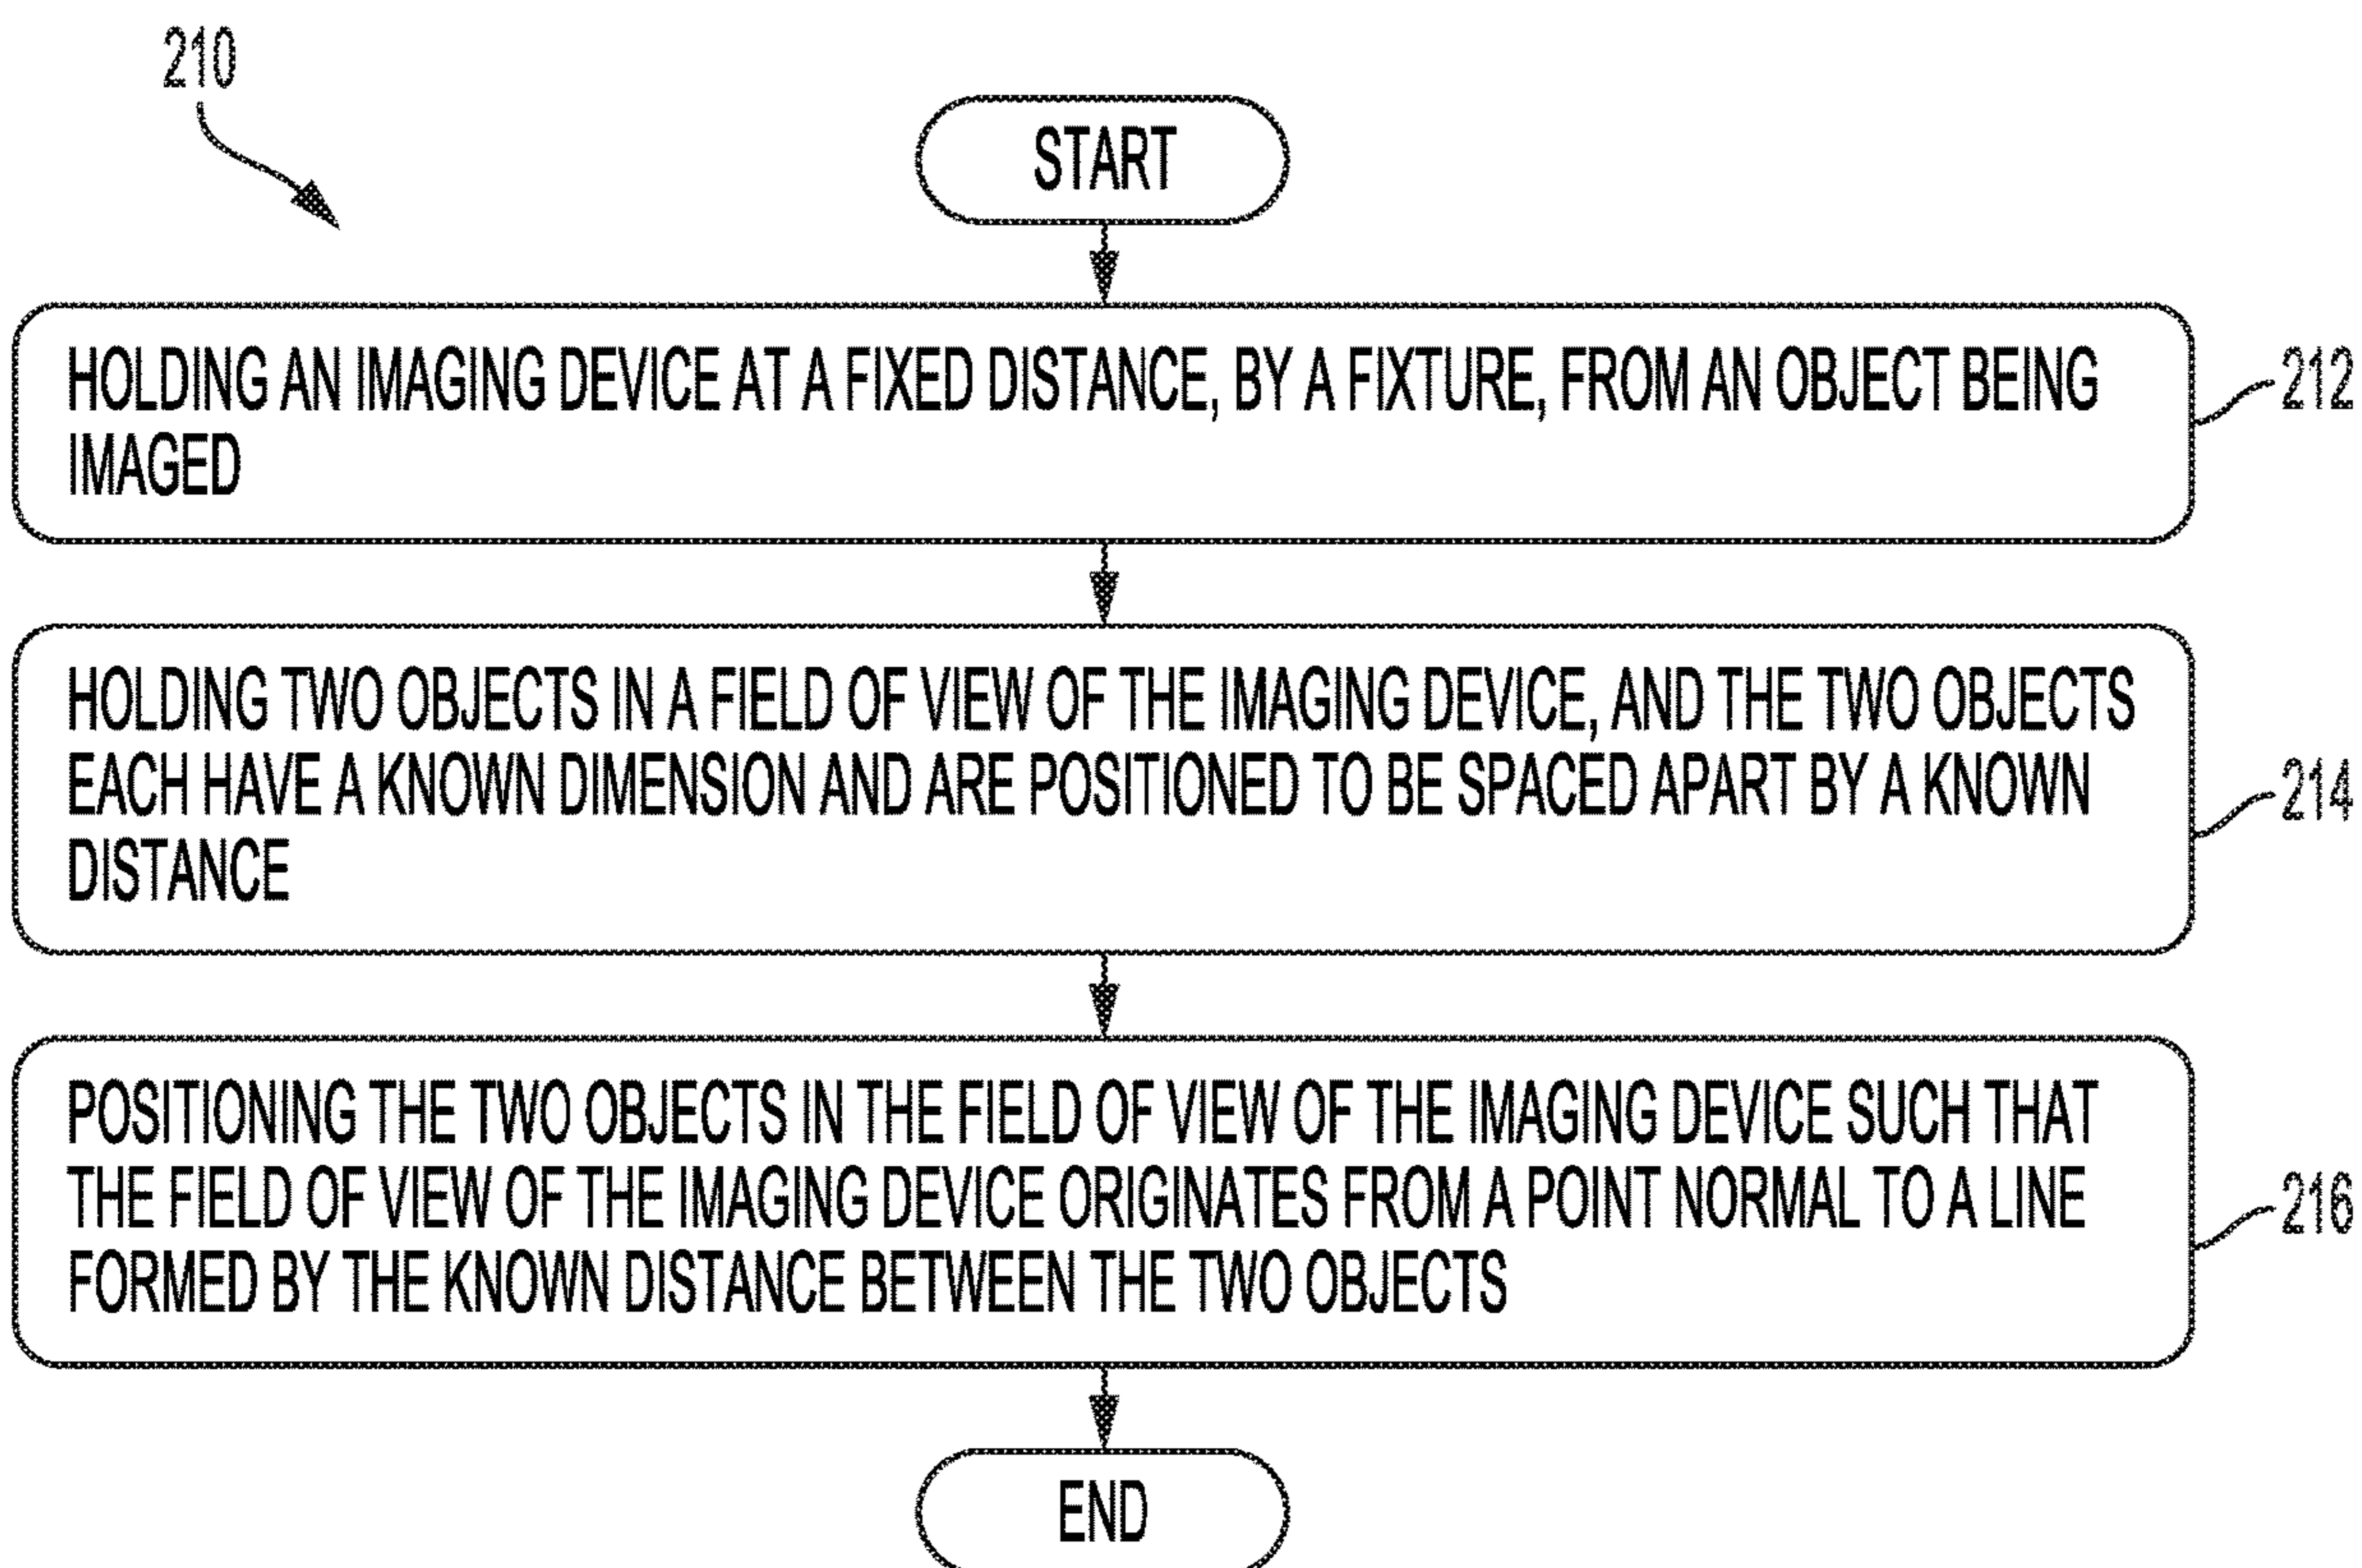 210
START
HOLDING AN IMAGING DEVICE AT A FIXED DISTANCE, BY A FIXTURE, FROM AN OBJECT BEING
IMAGED
212
HOLDING TWO OBJECTS IN A FIELD OF VIEW OF THE IMAGING DEVICE, AND THE TWO OBJECTS
EACH HAVE A KNOWN DIMENSION AND ARE POSITIONED TO BE SPACED APART BY A KNOWN
DISTANCE
214
POSITIONING THE TWO OBJECTS IN THE FIELD OF VIEW OF THE IMAGING DEVICE SUCH THAT
THE FIELD OF VIEW OF THE IMAGING DEVICE ORIGINATES FROM A POINT NORMAL TO A LINE
FORMED BY THE KNOWN DISTANCE BETWEEN THE TWO OBJECTS
216
END